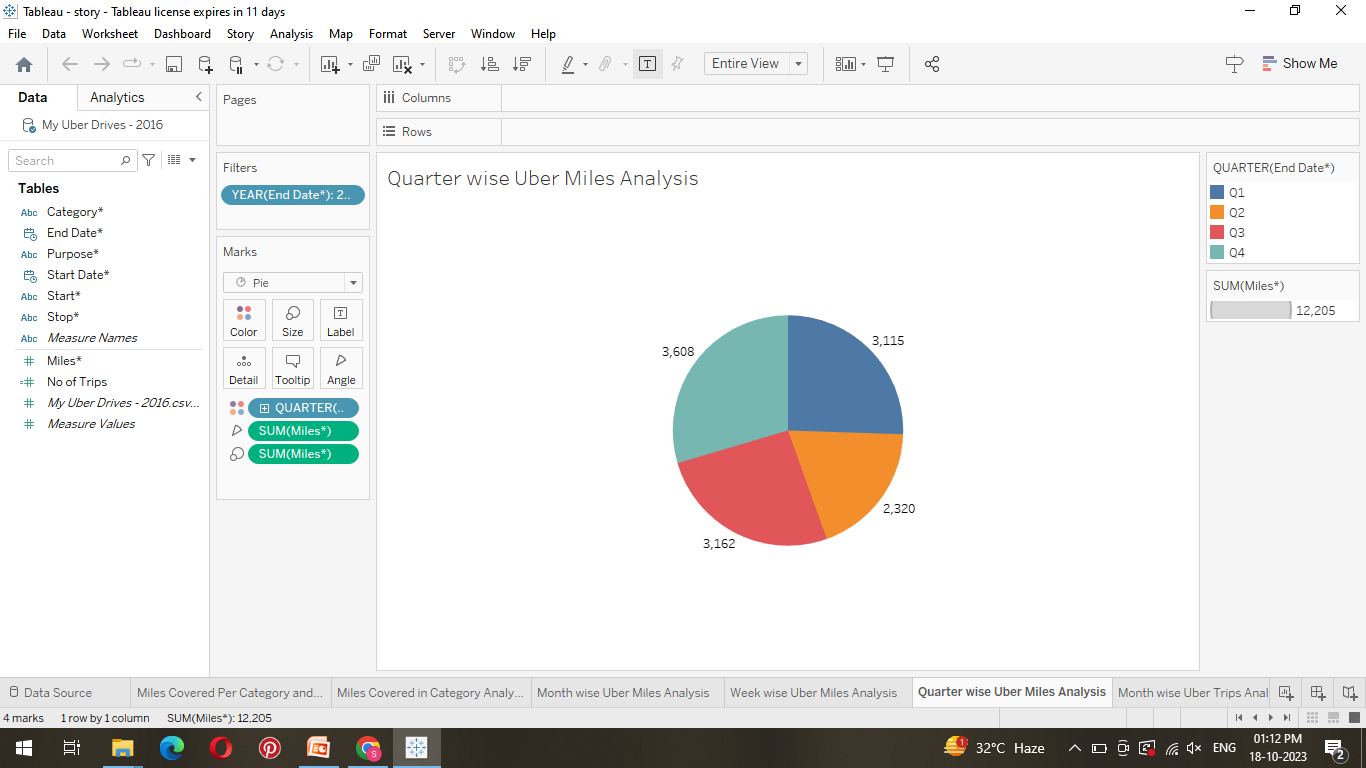 Tableau - story - Tableau license expires in 11 days
File Data Worksheet Dashboard Story Analysis Map Format Server Window Help
Entire View
Show Me
Data Analytics
My Uber Drives - 2016
Search
Tables
Abc Category*
End Date*
Abc Purpose*
Start Date*
Abc Start*
Abc Stop*
Abc Measure Names
# Miles*
=# No of Trips
# My Uber Drives - 2016.csv...
# Measure Values
Pages
Filters
YEAR(End Date*): 2..
Marks
Pie
Color Size Label
Detail Tooltip Angle
QUARTER(..
SUM(Miles*)
SUM(Miles*)
Columns
Rows
Quarter wise Uber Miles Analysis
3,115
3,608
2,320
3,162
QUARTER(End Date*)
Q1
Q2
Q3
Q4
SUM(Miles*)
12,205
Data Source Miles Covered Per Category and... Miles Covered in Category Analy... Month wise Uber Miles Analysis Week wise Uber Miles Analysis Quarter wise Uber Miles Analysis Month wise Uber Trips Anal
4 marks 1 row by 1 column SUM(Miles*): 12,205
1 32°C Haze ENG 01:12 PM
18-10-2023 2